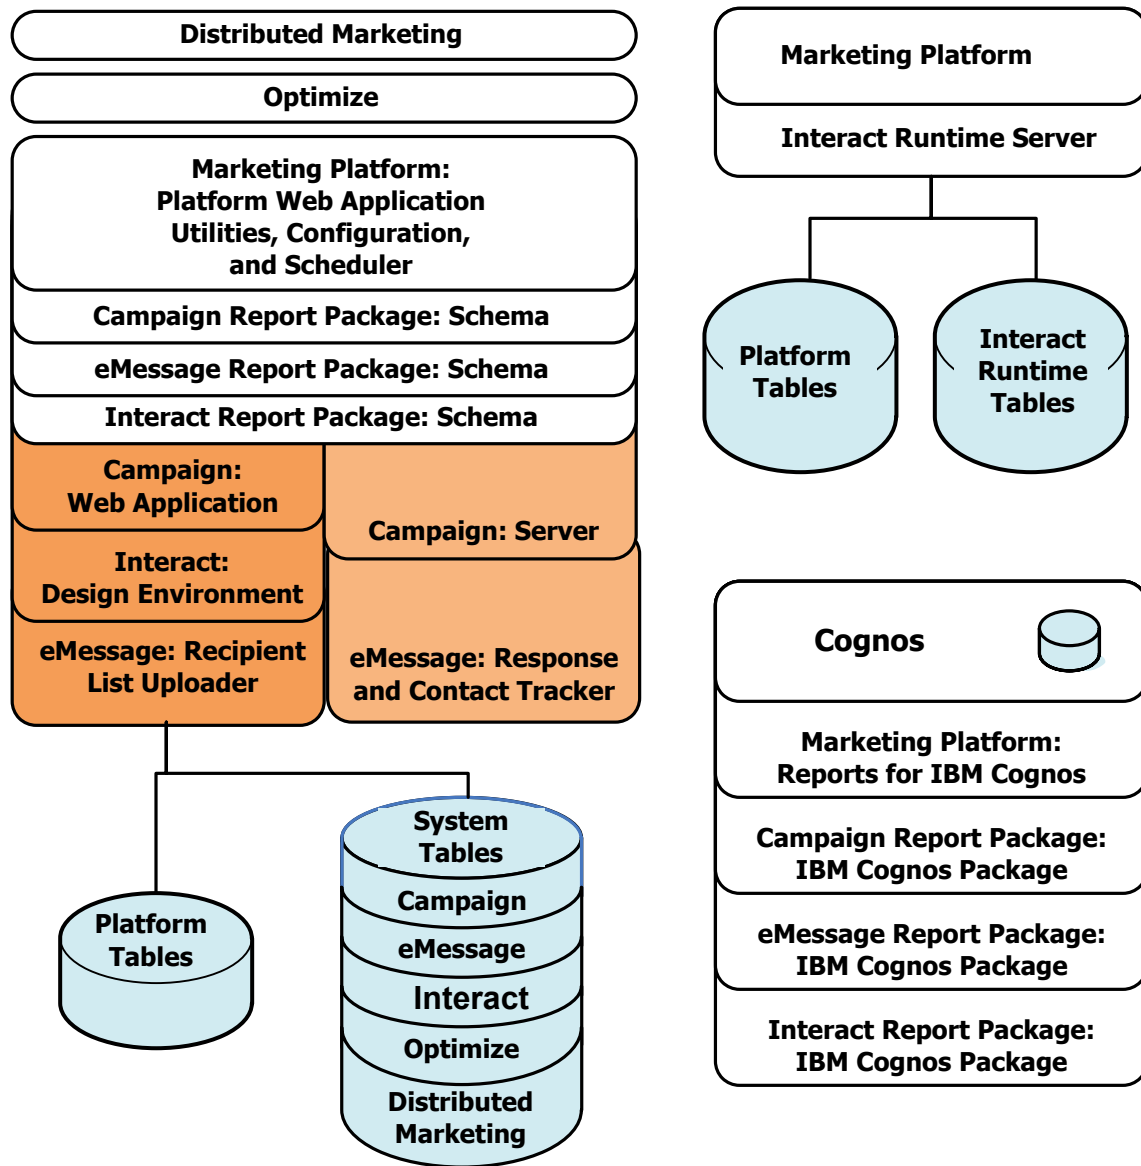 Distributed Marketing
Optimize
Marketing Platform:
Platform Web Application
Utilities, Configuration,
and Scheduler
Campaign Report Package: Schema
eMessage Report Package: Schema
Interact Report Package: Schema
Campaign:
Web Application
Campaign: Server
Interact:
Design Environment
eMessage: Recipient
List Uploader
eMessage: Response
and Contact Tracker
Platform
Tables
System
Tables
Campaign
eMessage
Interact
Optimize
Distributed
Marketing
Marketing Platform
Interact Runtime Server
Platform
Tables
Interact
Runtime
Tables
Cognos
Marketing Platform:
Reports for IBM Cognos
Campaign Report Package:
IBM Cognos Package
eMessage Report Package:
IBM Cognos Package
Interact Report Package:
IBM Cognos Package